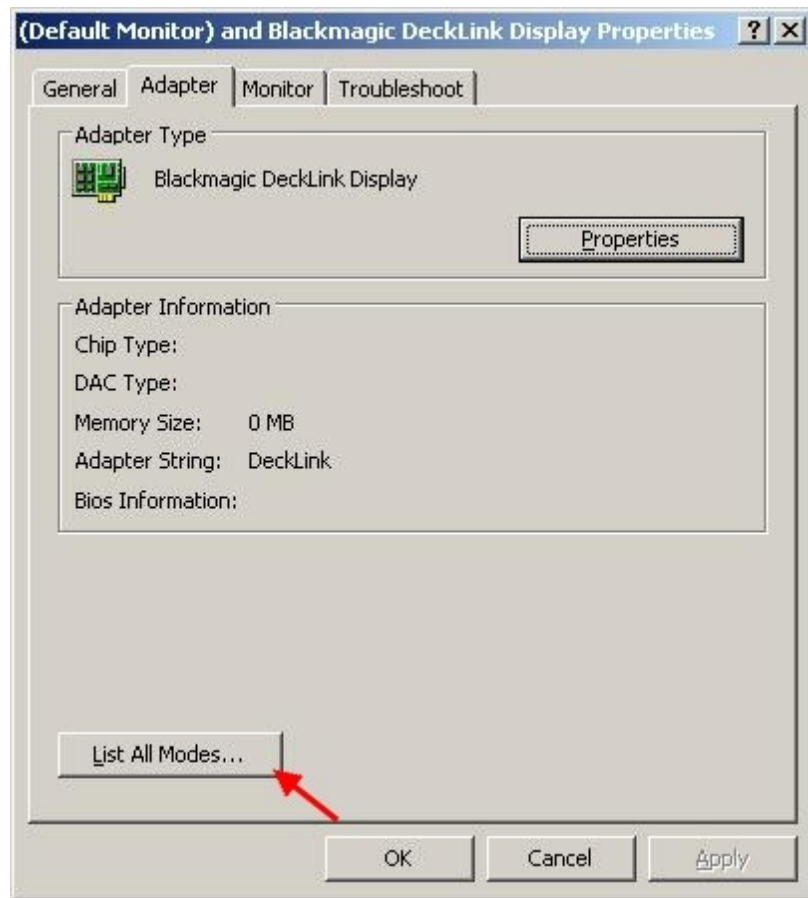 (Default Monitor) and Blackmagic DeckLink Display Properties
General Adapter Monitor Troubleshoot
Adapter Type
Blackmagic DeckLink Display
Properties
Adapter Information
Chip Type:
DAC Type:
Memory Size: 0 MB
Adapter String: DeckLink
Bios Information:
List All Modes...
OK Cancel Apply